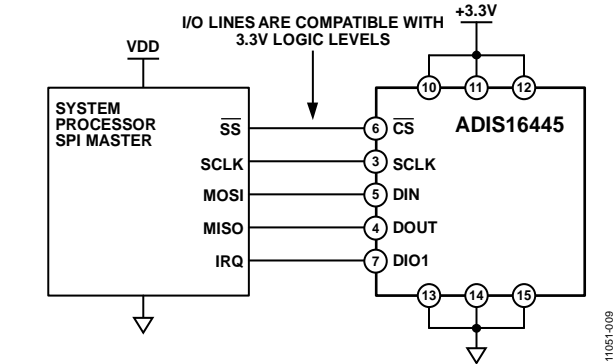 I/O LINES ARE COMPATIBLE WITH
3.3V LOGIC LEVELS
+3.3V
VDD
10 11 12
SYSTEM
PROCESSOR
SPI MASTER
ADIS16445
SS 6 CS
SCLK 3 SCLK
MOSI 5 DIN
MISO 4 DOUT
IRQ 7 DIO1
13 14 15
11051-009